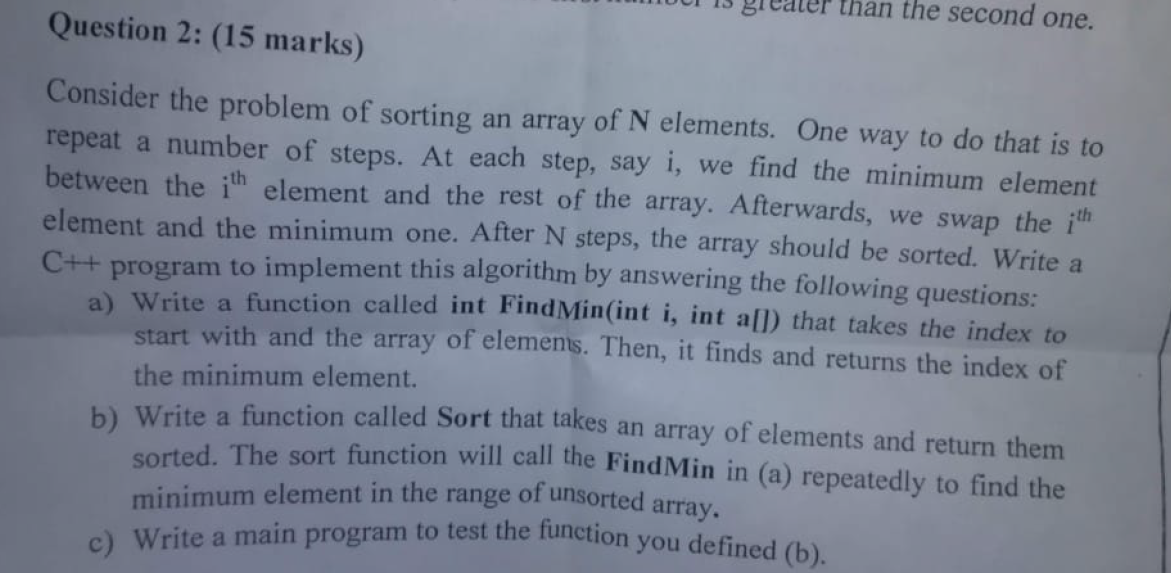 is greater than the second one.
Question 2: (15 marks)
Consider the problem of sorting an array of N elements. One way to do that is to
repeat a number of steps. At each step, say i, we find the minimum element
between the ith element and the rest of the array. Afterwards, we swap the ith
element and the minimum one. After N steps, the array should be sorted. Write a
C++ program to implement this algorithm by answering the following questions:
a) Write a function called int FindMin(int i, int a[]) that takes the index to
start with and the array of elements. Then, it finds and returns the index of
the minimum element.
b) Write a function called Sort that takes an array of elements and return them
sorted. The sort function will call the FindMin in (a) repeatedly to find the
minimum element in the range of unsorted array.
c) Write a main program to test the function you defined (b).